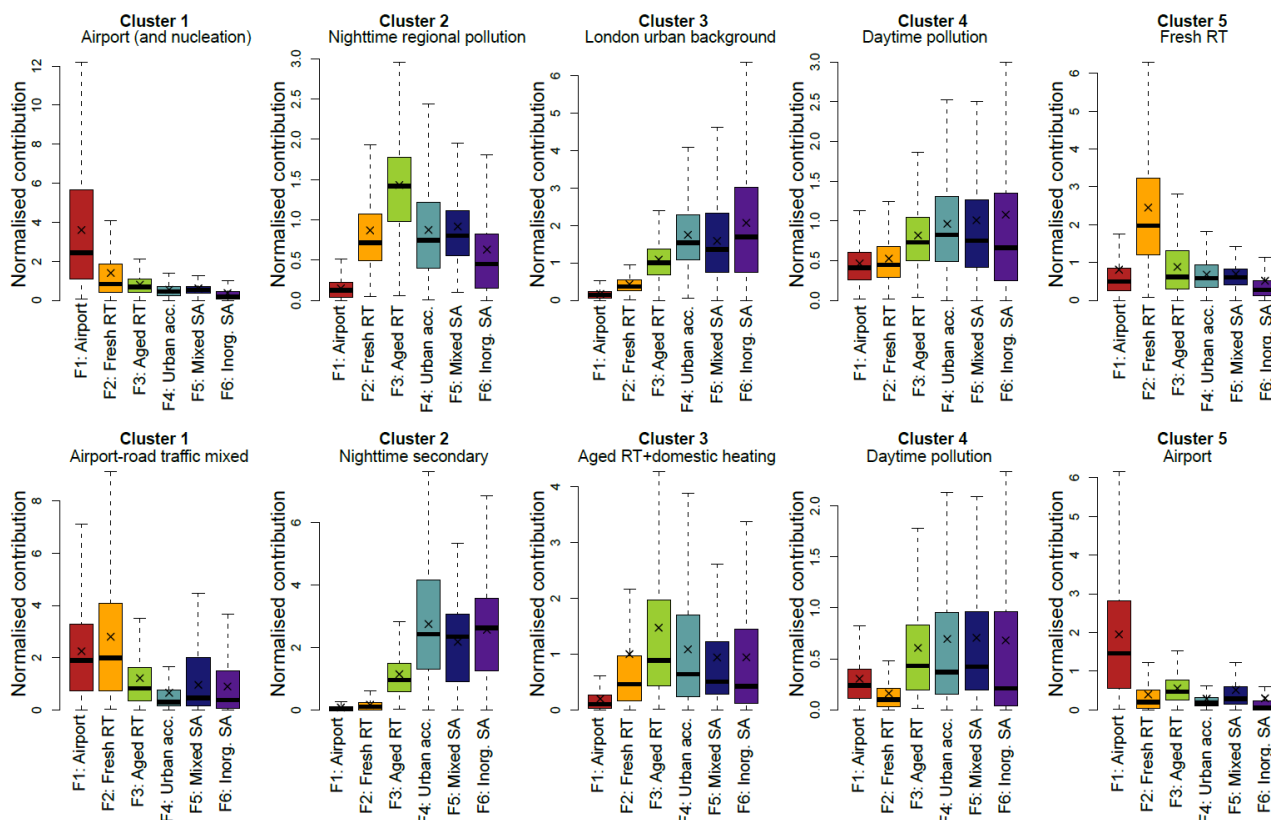 Cluster 1
Airport (and nucleation)
Normalised contribution
0
2
4
6
8
10
12
F1: Airport
F2: Fresh RT
F3: Aged RT
F4: Urban acc.
F5: Mixed SA
F6: Inorg. SA
Cluster 2
Nighttime regional pollution
Normalised contribution
0.0
0.5
1.0
1.5
2.0
2.5
3.0
F1: Airport
F2: Fresh RT
F3: Aged RT
F4: Urban acc.
F5: Mixed SA
F6: Inorg. SA
Cluster 3
London urban background
Normalised contribution
0
1
2
3
4
5
6
F1: Airport
F2: Fresh RT
F3: Aged RT
F4: Urban acc.
F5: Mixed SA
F6: Inorg. SA
Cluster 4
Daytime pollution
Normalised contribution
0.0
0.5
1.0
1.5
2.0
2.5
3.0
F1: Airport
F2: Fresh RT
F3: Aged RT
F4: Urban acc.
F5: Mixed SA
F6: Inorg. SA
Cluster 5
Fresh RT
Normalised contribution
0
1
2
3
4
5
6
F1: Airport
F2: Fresh RT
F3: Aged RT
F4: Urban acc.
F5: Mixed SA
F6: Inorg. SA
Cluster 1
Airport-road traffic mixed
Normalised contribution
0
2
4
6
8
F1: Airport
F2: Fresh RT
F3: Aged RT
F4: Urban acc.
F5: Mixed SA
F6: Inorg. SA
Cluster 2
Nighttime secondary
Normalised contribution
0
2
4
6
F1: Airport
F2: Fresh RT
F3: Aged RT
F4: Urban acc.
F5: Mixed SA
F6: Inorg. SA
Cluster 3
Aged RT+domestic heating
Normalised contribution
0
1
2
3
4
F1: Airport
F2: Fresh RT
F3: Aged RT
F4: Urban acc.
F5: Mixed SA
F6: Inorg. SA
Cluster 4
Daytime pollution
Normalised contribution
0.0
0.5
1.0
1.5
2.0
F1: Airport
F2: Fresh RT
F3: Aged RT
F4: Urban acc.
F5: Mixed SA
F6: Inorg. SA
Cluster 5
Airport
Normalised contribution
0
1
2
3
4
5
6
F1: Airport
F2: Fresh RT
F3: Aged RT
F4: Urban acc.
F5: Mixed SA
F6: Inorg. SA